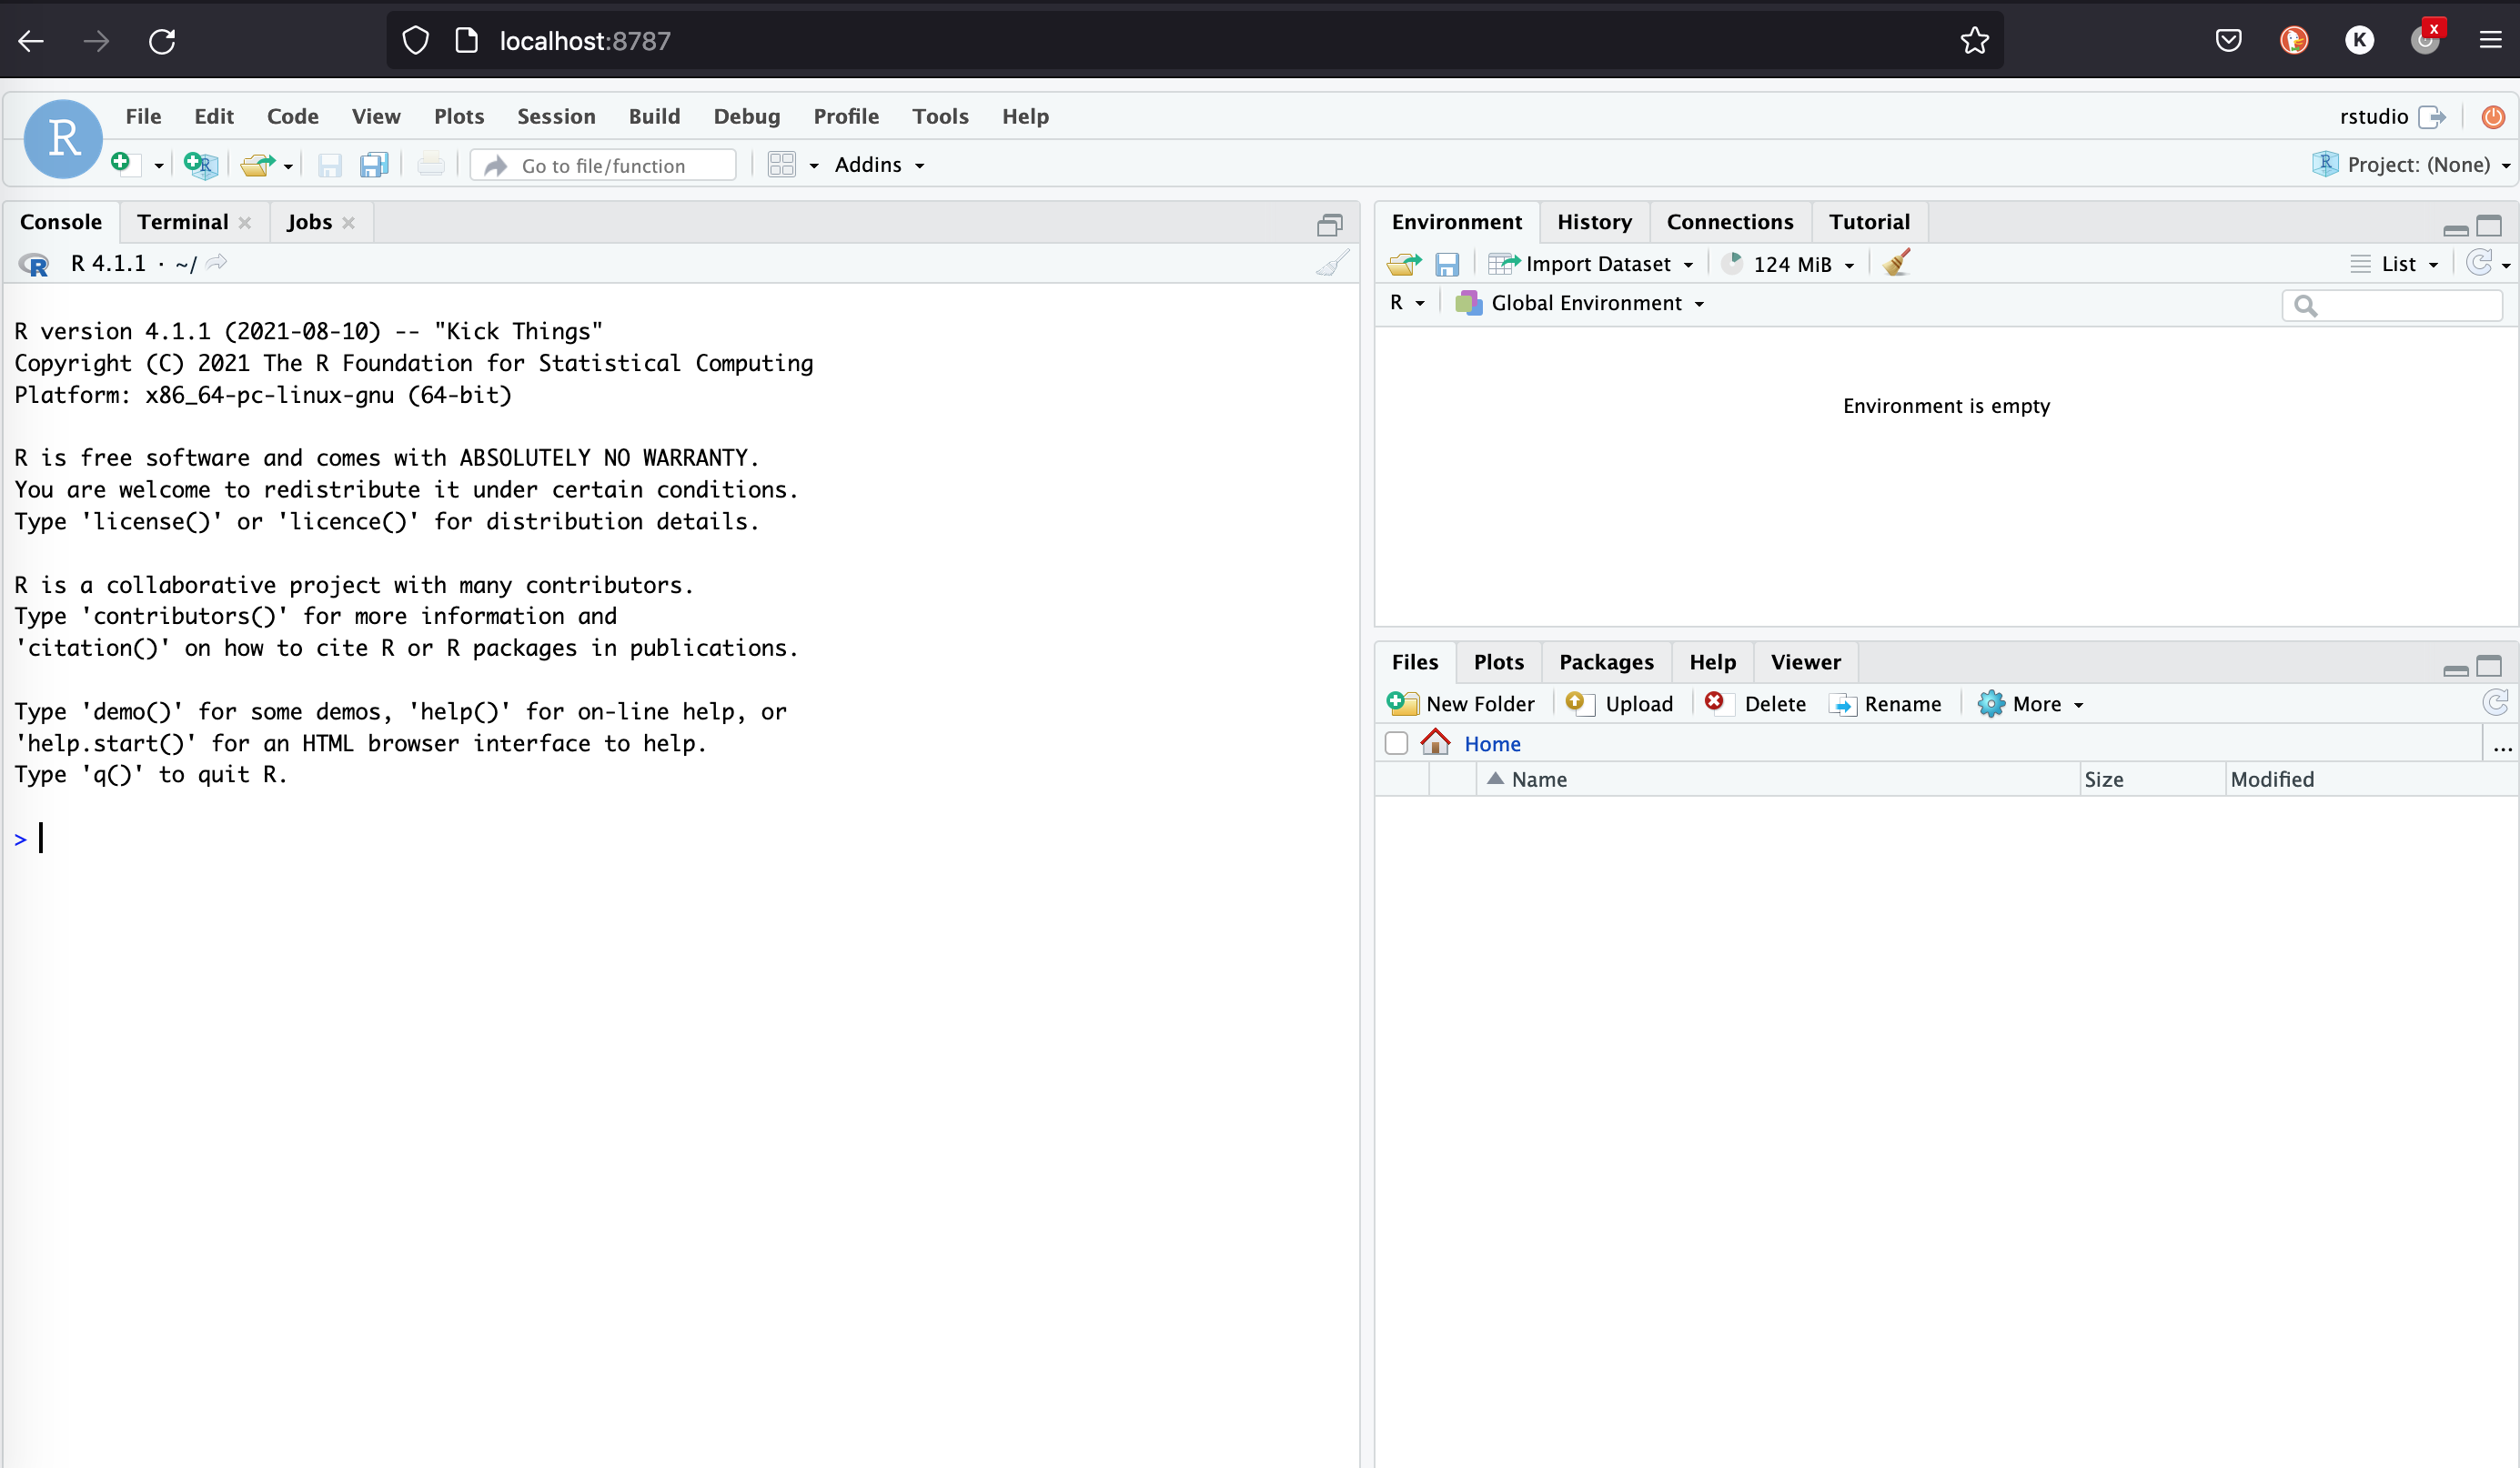 localhost:8787
K
x
R
File Edit Code View Plots Session Build Debug Profile Tools Help
rstudio
Go to file/function
Addins
Project: (None)
Console Terminal Jobs
R 4.1.1 · ~/
R version 4.1.1 (2021-08-10) -- "Kick Things"
Copyright (C) 2021 The R Foundation for Statistical Computing
Platform: x86_64-pc-linux-gnu (64-bit)
R is free software and comes with ABSOLUTELY NO WARRANTY.
You are welcome to redistribute it under certain conditions.
Type 'license()' or 'licence()' for distribution details.
R is a collaborative project with many contributors.
Type 'contributors()' for more information and
'citation()' on how to cite R or R packages in publications.
Type 'demo()' for some demos, 'help()' for on-line help, or
'help.start()' for an HTML browser interface to help.
Type 'q()' to quit R.
>
Environment History Connections Tutorial
Import Dataset 124 MiB List
R Global Environment
Environment is empty
Files Plots Packages Help Viewer
New Folder Upload Delete Rename More
Home ...
Name Size Modified